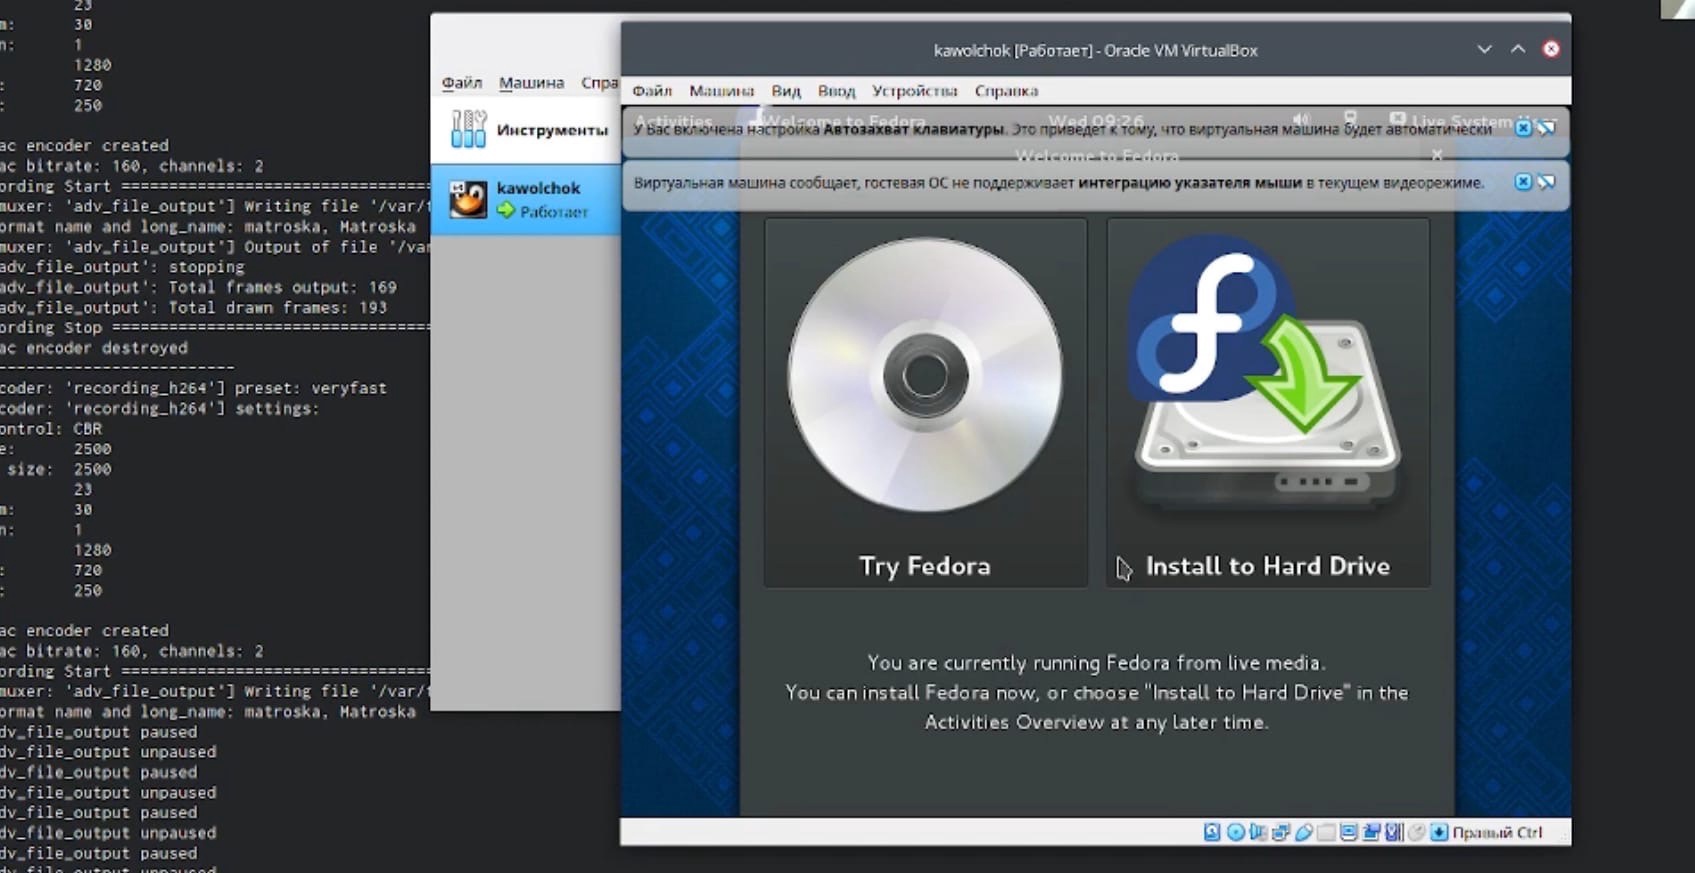 23
m: 30
n: 1
1280
: 720
: 250
ac encoder created
ac bitrate: 160, channels: 2
ording Start ==================================
muxer: 'adv_file_output'] Writing file '/var/
ormat name and long_name: matroska, Matroska
muxer: 'adv_file_output'] Output of file '/var
adv_file_output': stopping
adv_file_output': Total frames output: 169
adv_file_output': Total drawn frames: 193
ording Stop ===================================
ac encoder destroyed
-------------------------
coder: 'recording_h264'] preset: veryfast
coder: 'recording_h264'] settings:
ontrol: CBR
e: 2500
size: 2500
23
m: 30
n: 1
1280
: 720
: 250
ac encoder created
ac bitrate: 160, channels: 2
ording Start ==================================
muxer: 'adv_file_output'] Writing file '/var/
ormat name and long_name: matroska, Matroska
dv_file_output paused
dv_file_output unpaused
dv_file_output paused
dv_file_output unpaused
dv_file_output paused
dv_file_output unpaused
dv_file_output paused
dv_file_output unpaused
Файл Машина Спра
Инструменты
kawolchok
Работает
kawolchok [Работает] - Oracle VM VirtualBox
Файл Машина Вид Ввод Устройства Справка
Activities Welcome to Fedora Wed 09:26 Live System User
У Вас включена настройка Автозахват клавиатуры. Это приведет к тому, что виртуальная машина будет автоматически
Welcome to Fedora
Виртуальная машина сообщает, гостевая ОС не поддерживает интеграцию указателя мыши в текущем видеорежиме.
Try Fedora
Install to Hard Drive
You are currently running Fedora from live media.
You can install Fedora now, or choose "Install to Hard Drive" in the
Activities Overview at any later time.
Правый Ctrl